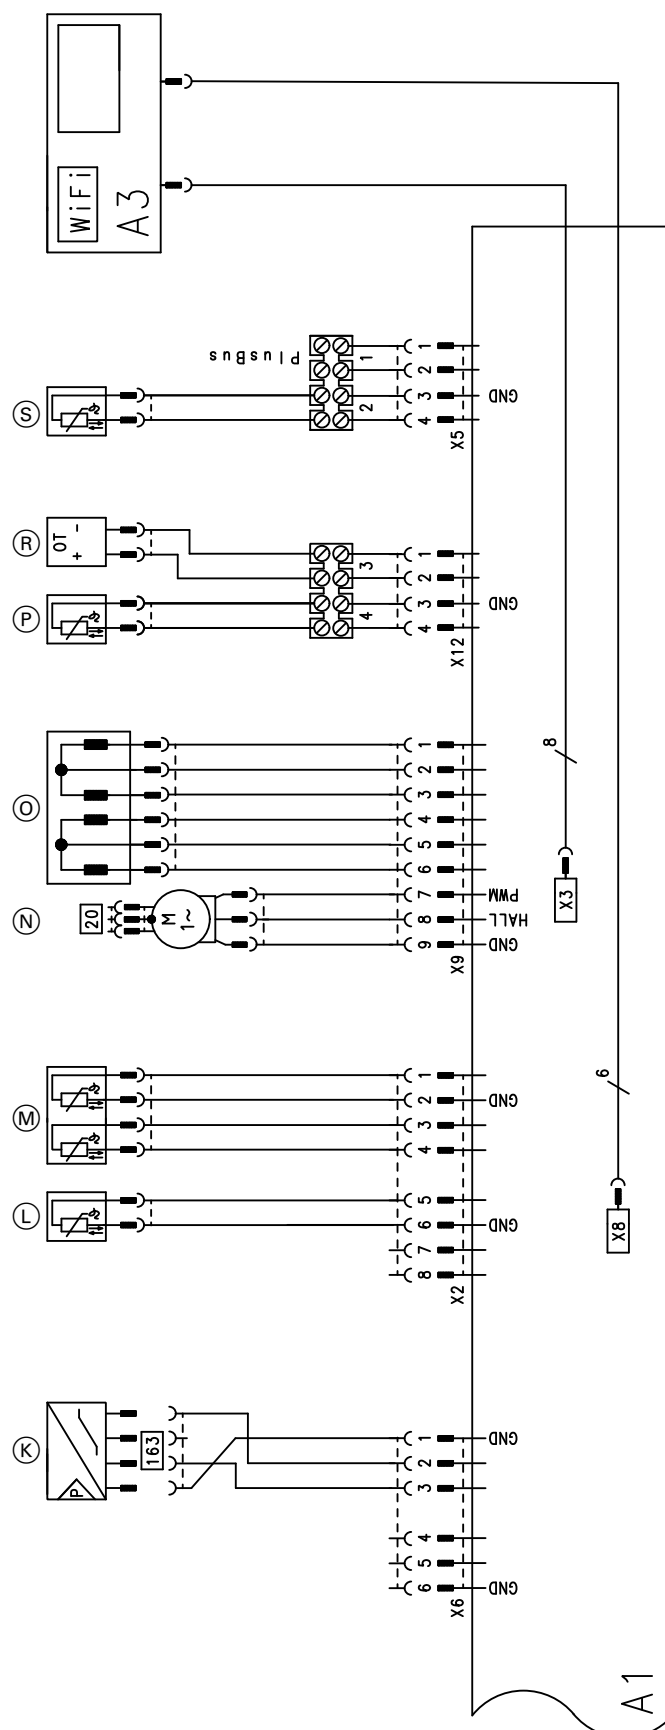 WiFi
A3
PlusBus
1
2
S
1
2
3
4
GND
X5
R
OT
+ -
P
3
4
1
2
3
4
GND
X12
O
1
2
3
4
5
6
N
20
M
1~
7
8
9
PWM
HALL
GND
X9
8
X3
M
1
2
3
4
GND
L
5
6
7
8
GND
X2
6
X8
K
P
163
1
2
3
4
5
6
GND
GND
X6
A1